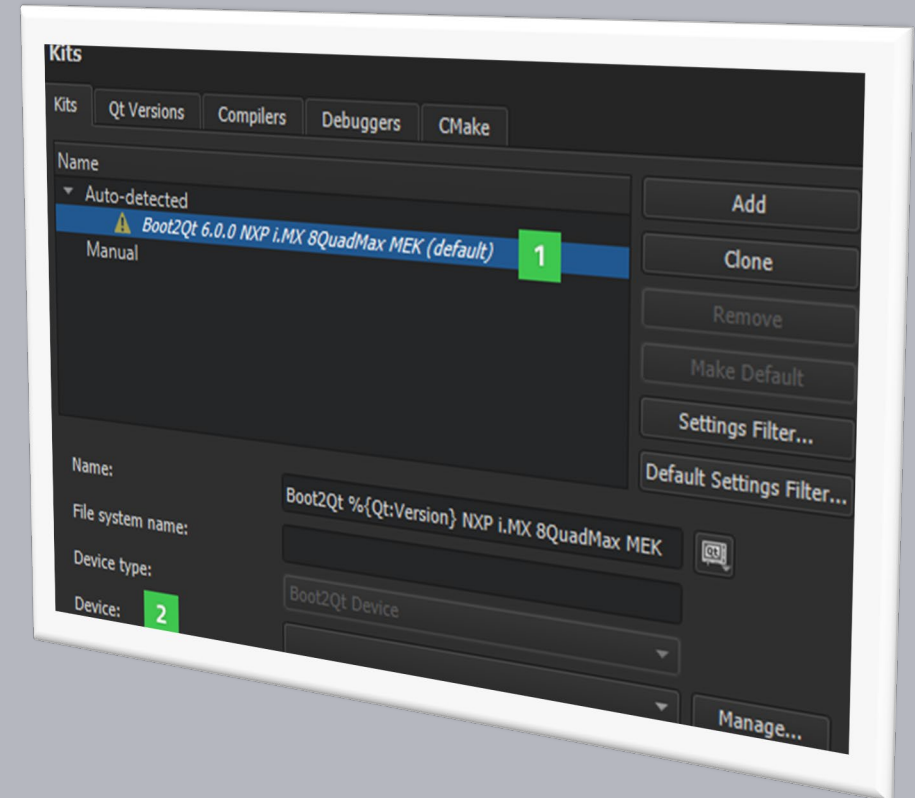 Kits
Kits Qt Versions Compilers Debuggers CMake
Name
Auto-detected
Boot2Qt 6.0.0 NXP i.MX 8QuadMax MEK (default) 1
Manual
Add
Clone
Remove
Make Default
Settings Filter...
Default Settings Filter...
Name: Boot2Qt %{Qt:Version} NXP i.MX 8QuadMax MEK Qt
File system name:
Device type: Boot2Qt Device
Device: 2 Manage...